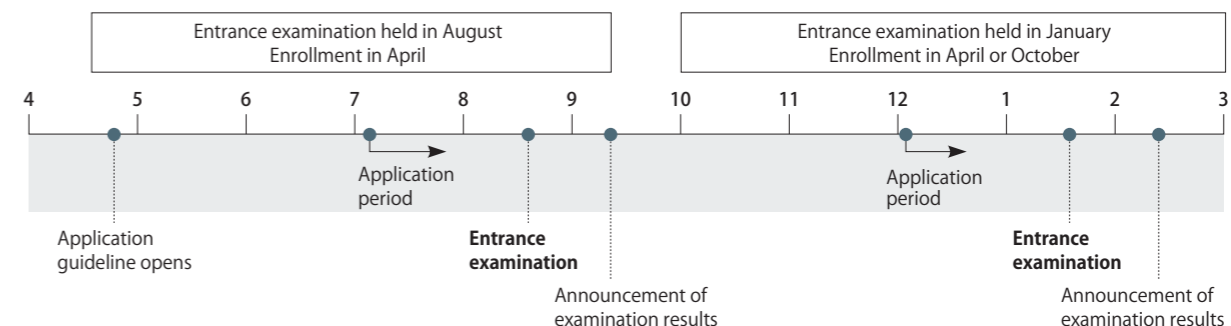 Entrance examination held in August
Enrollment in April
Entrance examination held in January
Enrollment in April or October
4 5 6 7 8 9 10 11 12 1 2 3
Application
period
Application
period
Application
guideline opens
Entrance
examination
Entrance
examination
Announcement of
examination results
Announcement of
examination results